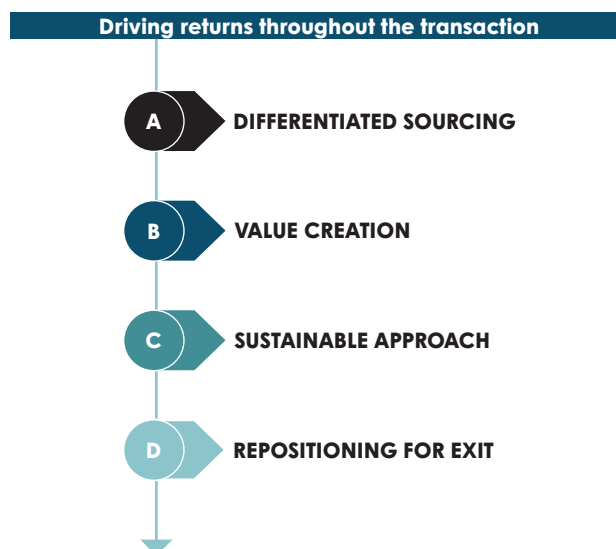 Driving returns throughout the transaction
A DIFFERENTIATED SOURCING
B VALUE CREATION
C SUSTAINABLE APPROACH
D REPOSITIONING FOR EXIT